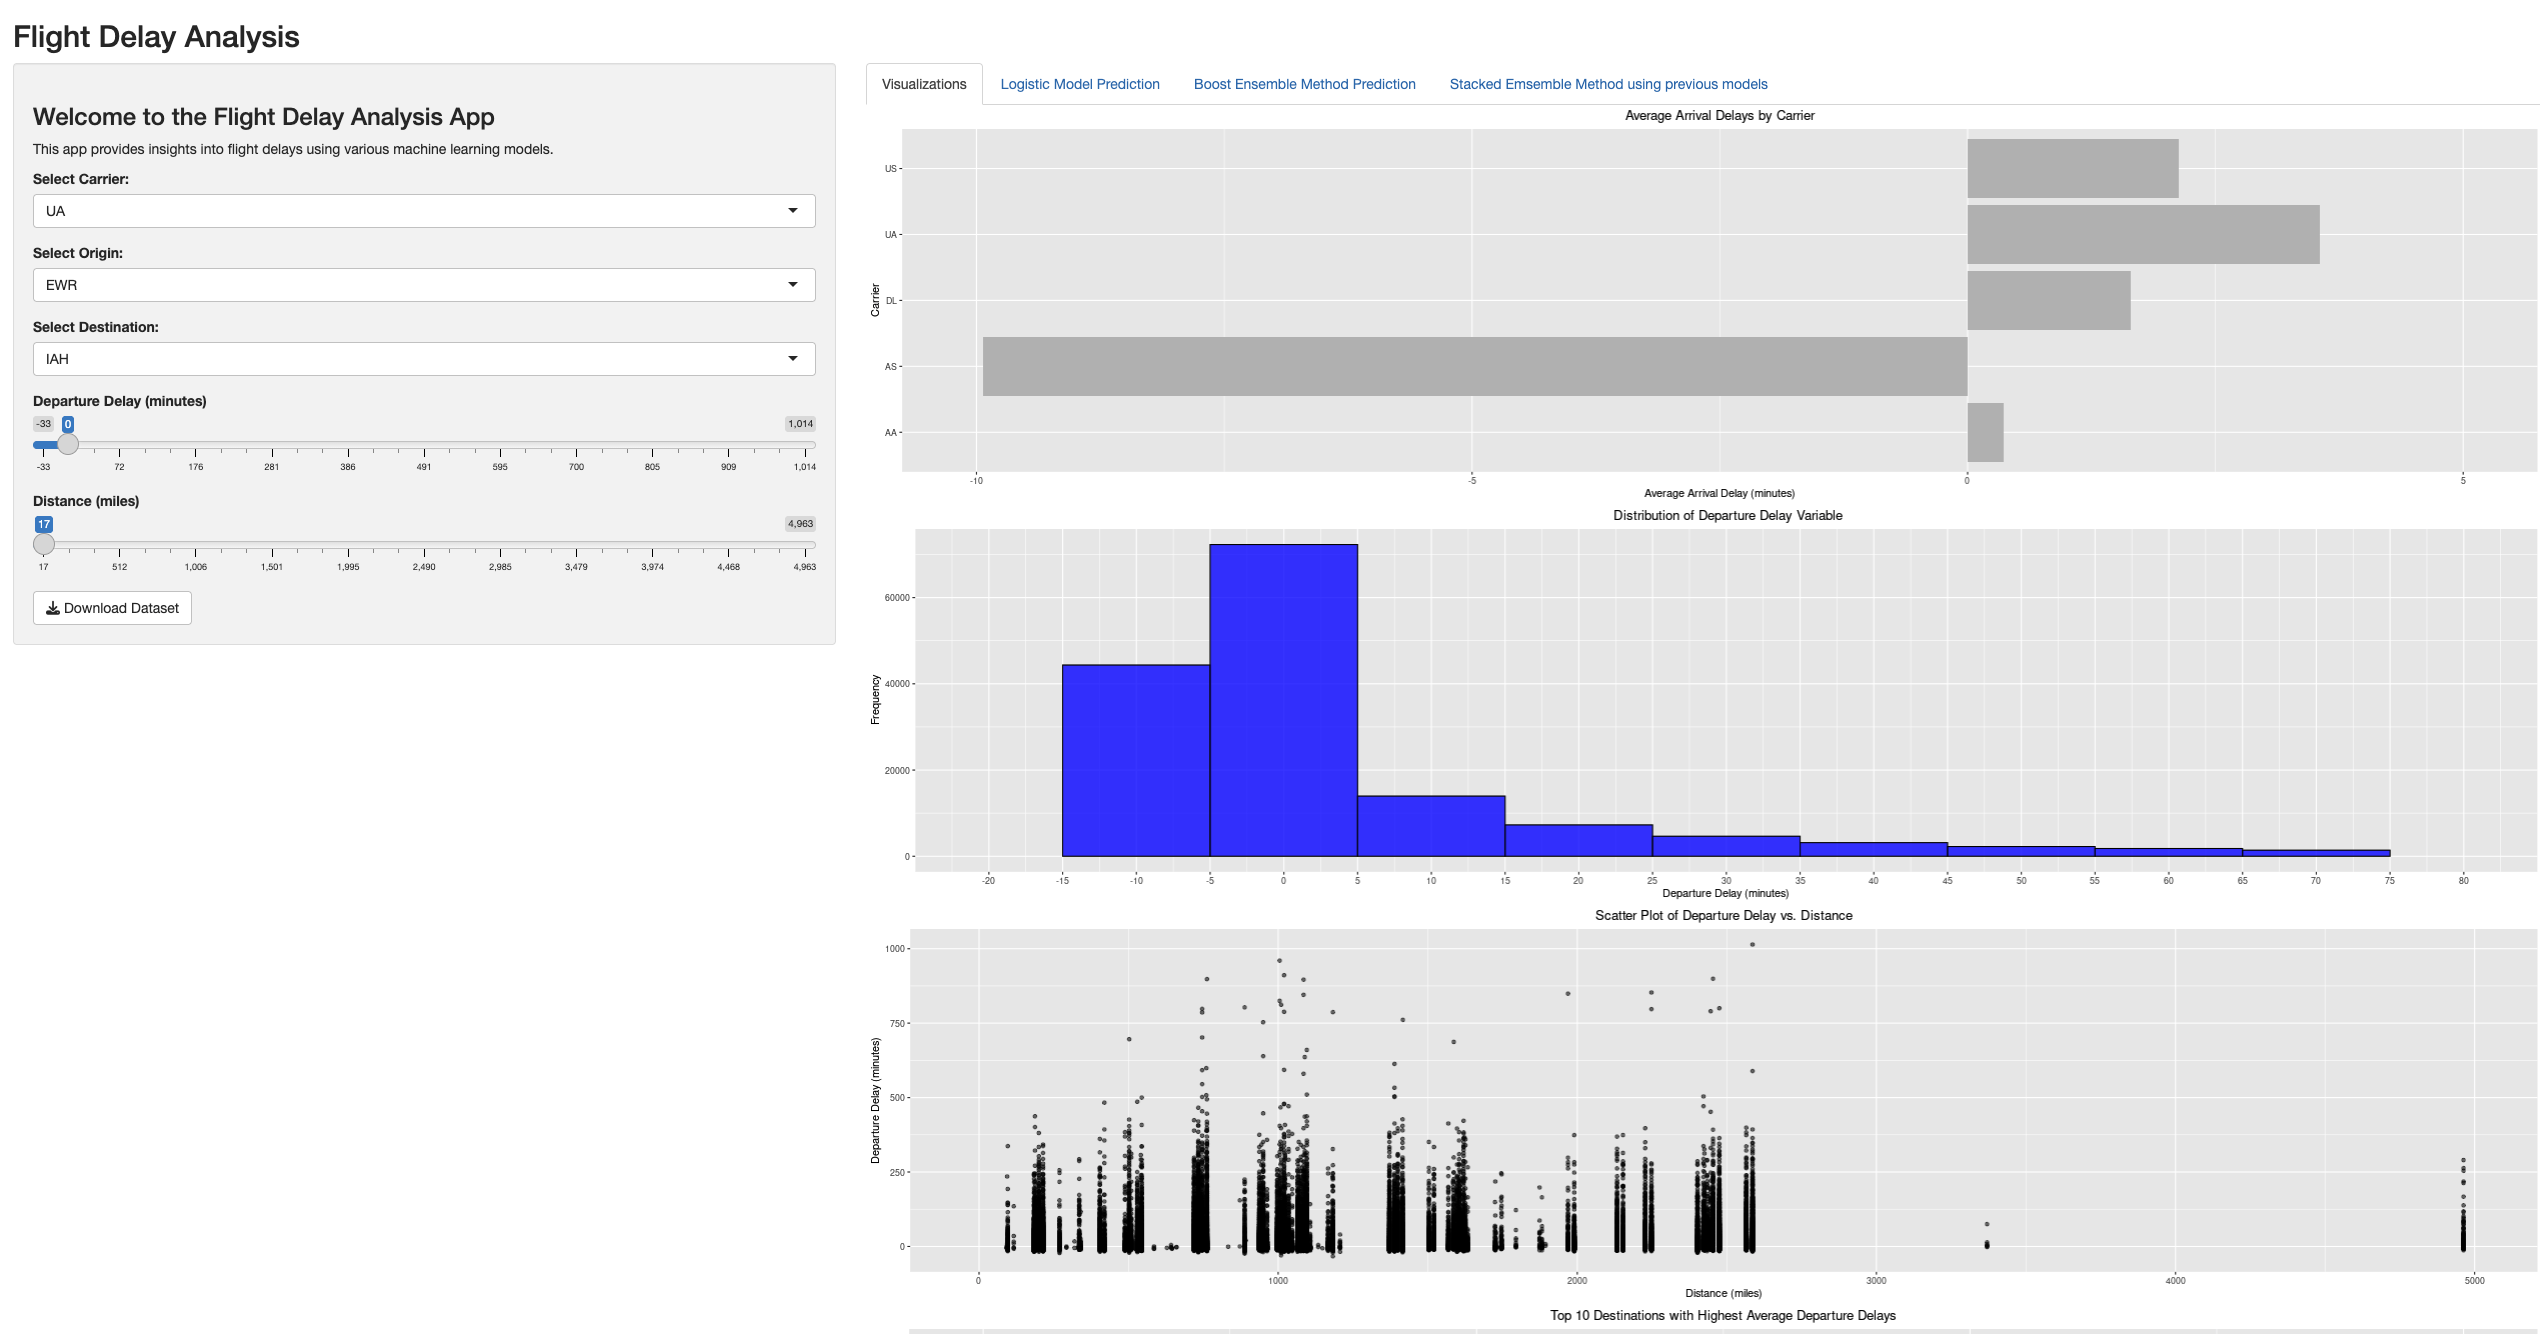 Flight Delay Analysis
Welcome to the Flight Delay Analysis App
This app provides insights into flight delays using various machine learning models.
Select Carrier:
UA
Select Origin:
EWR
Select Destination:
IAH
Departure Delay (minutes)
-33 0 1,014
-33 72 176 281 386 491 595 700 805 909 1,014
Distance (miles)
17 4,963
17 512 1,006 1,501 1,995 2,490 2,985 3,479 3,974 4,468 4,963
Download Dataset
Visualizations Logistic Model Prediction Boost Ensemble Method Prediction Stacked Emsemble Method using previous models
Average Arrival Delays by Carrier
Carrier
US
UA
DL
AS
AA
-10 -5 0 5
Average Arrival Delay (minutes)
Distribution of Departure Delay Variable
Frequency
60000
40000
20000
0
-20 -15 -10 -5 0 5 10 15 20 25 30 35 40 45 50 55 60 65 70 75 80
Departure Delay (minutes)
Scatter Plot of Departure Delay vs. Distance
Departure Delay (minutes)
1000
750
500
250
0
0 1000 2000 3000 4000 5000
Distance (miles)
Top 10 Destinations with Highest Average Departure Delays